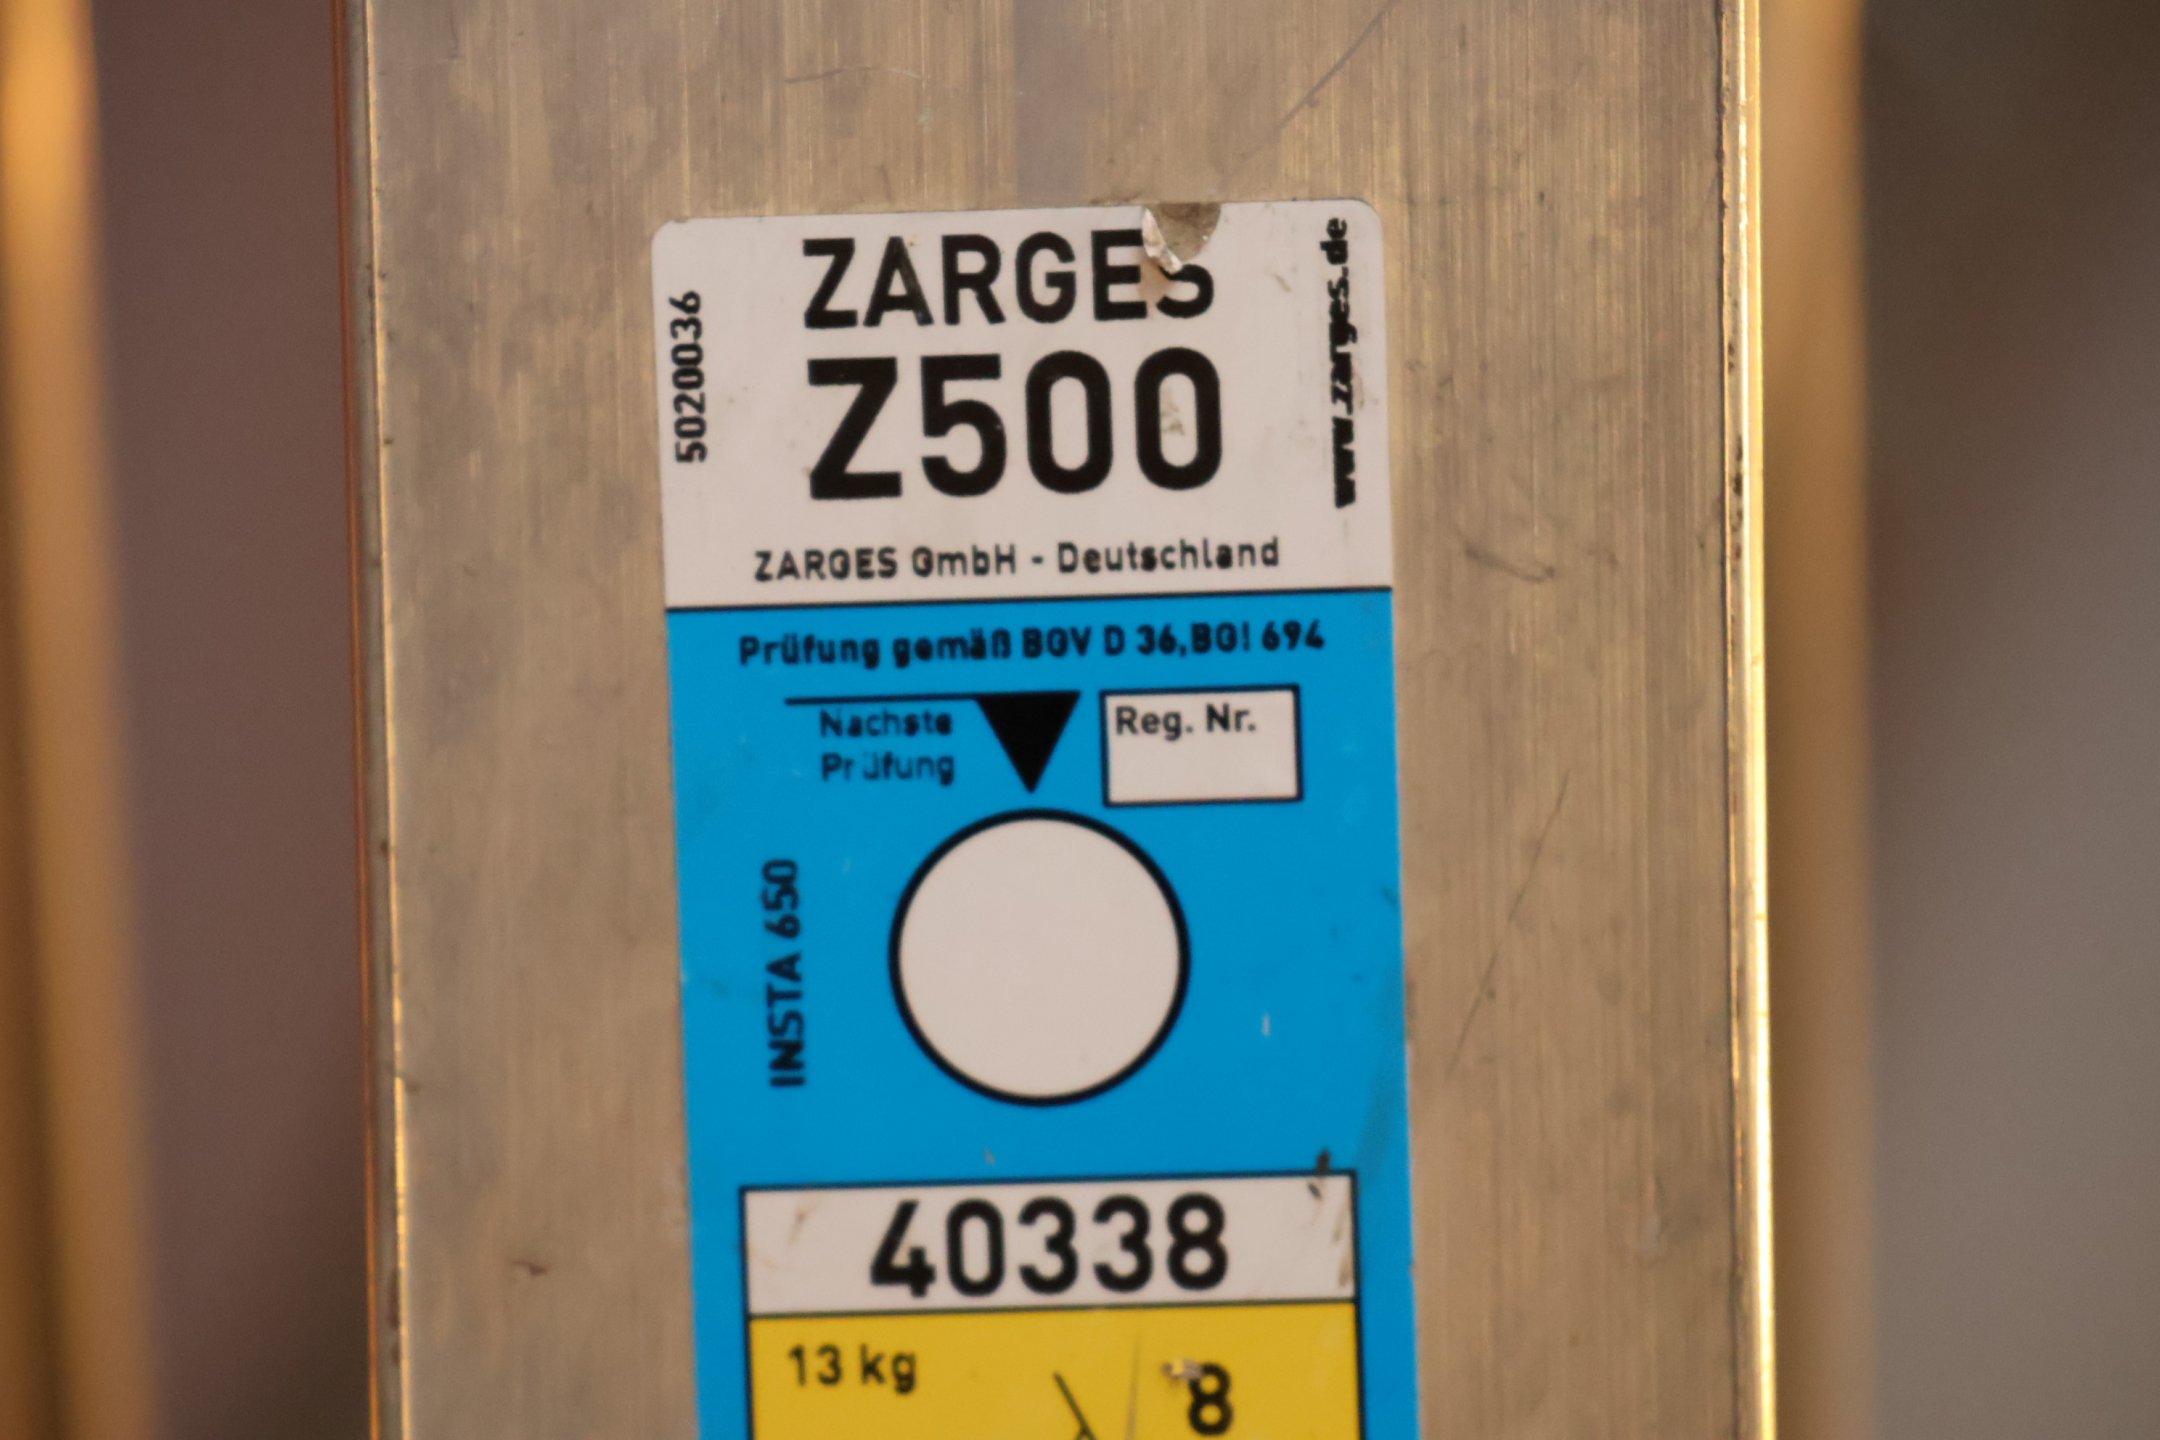 ZARGES
Z500
5020036
www.zarges.de
ZARGES GmbH - Deutschland
Prüfung gemäß BGV D 36,BGI 694
Nächste
Prüfung
Reg. Nr.
INSTA 650
40338
13 kg
8